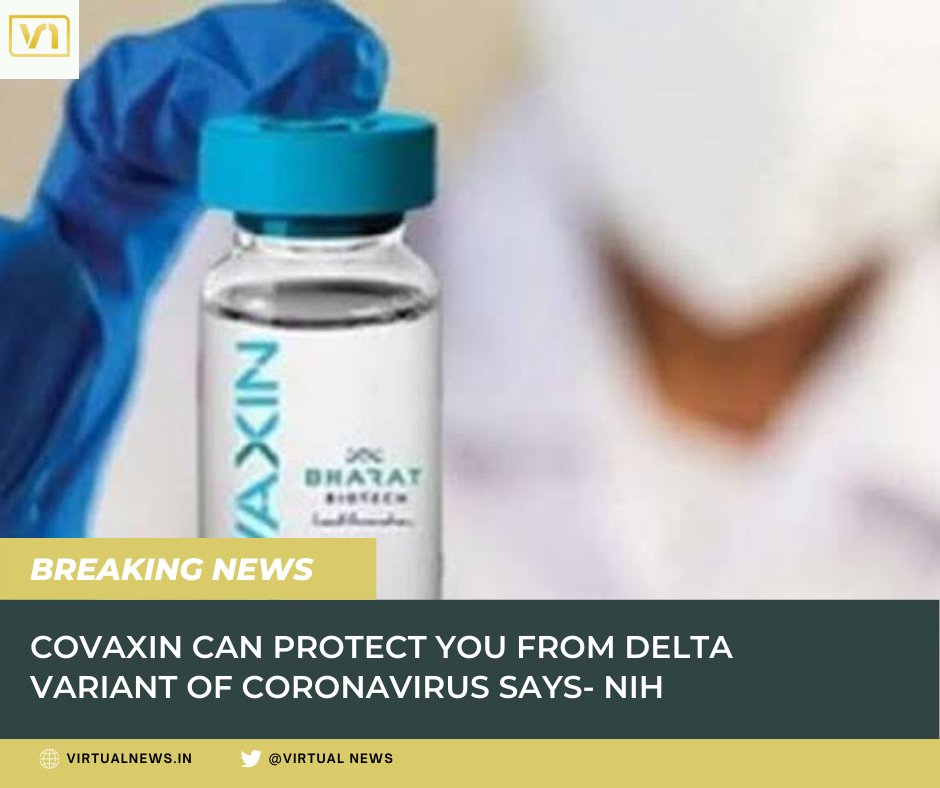 V1
VAXIN
BHARAT
BIOTECH
BREAKING NEWS
COVAXIN CAN PROTECT YOU FROM DELTA
VARIANT OF CORONAVIRUS SAYS- NIH
VIRTUALNEWS.IN
@VIRTUAL NEWS